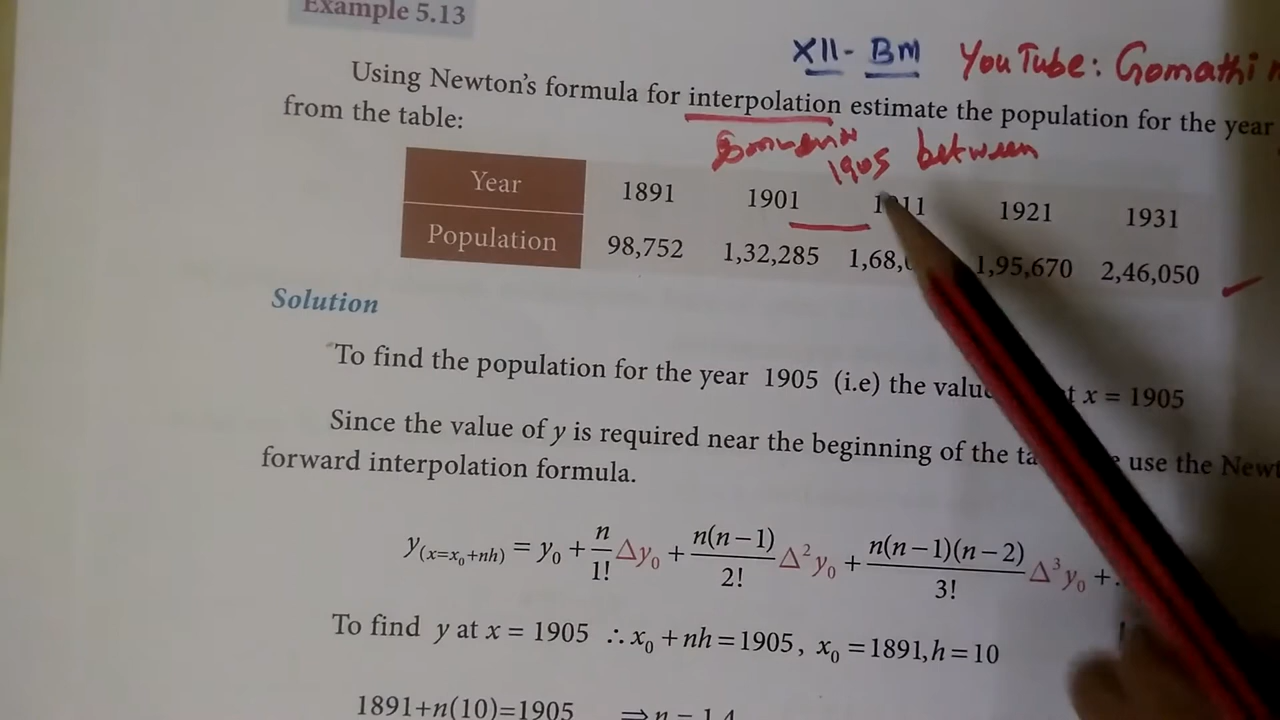 Example 5.13
XII - BM YouTube: Gomathi
Using Newton's formula for interpolation estimate the population for the year
from the table:
1905 between
Year 1891 1901 1921 1931
Population 98,752 1,32,285 1,95,670 2,46,050
Solution
To find the population for the year 1905 (i.e) the x = 1905
Since the value of y is required near the beginning of the use the
forward interpolation formula.
y(x=x₀+nh) = y₀ + n/1! Δy₀ + n(n−1)/2! Δ²y₀ + n(n−1)(n−2)/3! Δ³y₀ +
To find y at x = 1905 ∴ x₀ + nh = 1905, x₀ = 1891, h = 10
1891+n(10)=1905 ⇒ n = 1.4